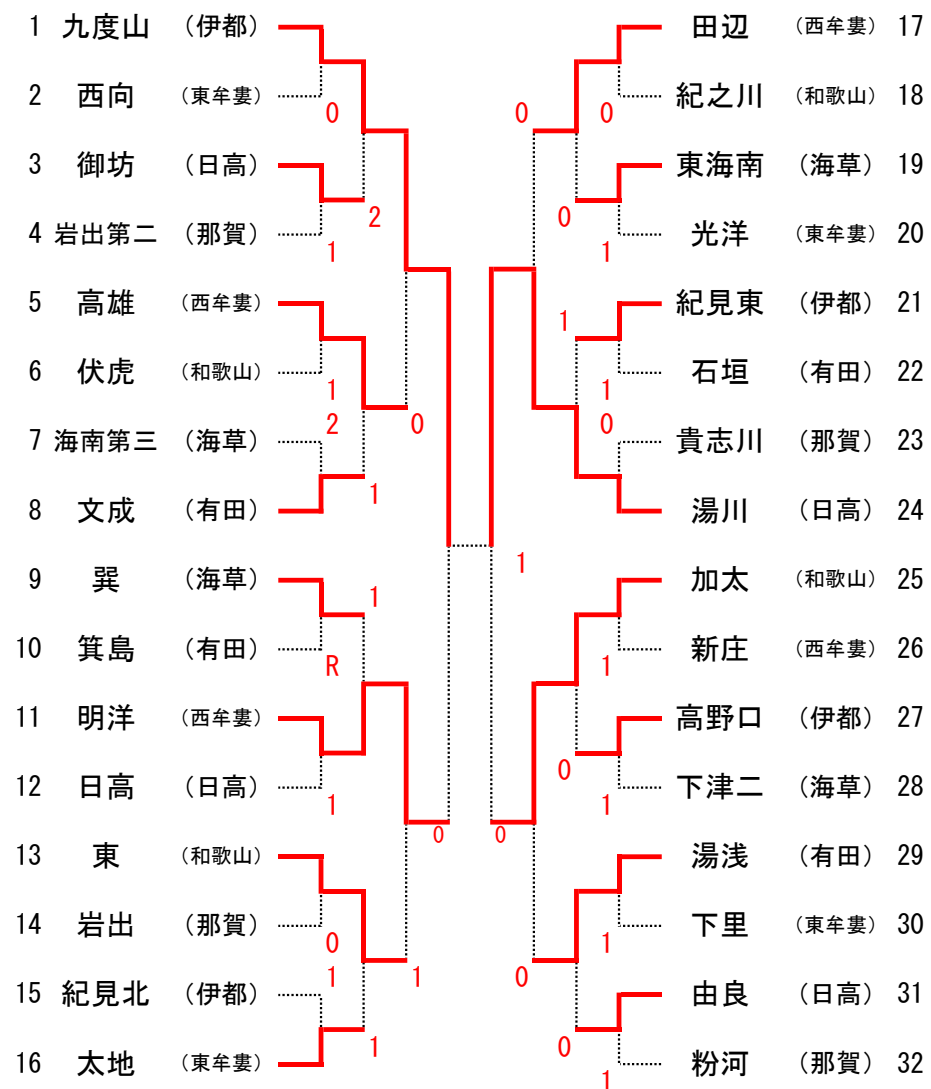 1 九度山 (伊都)
2 西向 (東牟婁)
0
3 御坊 (日高)
2
4 岩出第二 (那賀)
1
5 高雄 (西牟婁)
6 伏虎 (和歌山)
1
2
0
7 海南第三 (海草)
8 文成 (有田)
1
9 巽 (海草)
1
10 箕島 (有田)
R
11 明洋 (西牟婁)
12 日高 (日高)
1
0
13 東 (和歌山)
14 岩出 (那賀)
0
1
1
15 紀見北 (伊都)
16 太地 (東牟婁)
1
田辺 (西牟婁) 17
紀之川 (和歌山) 18
0
0
東海南 (海草) 19
0
光洋 (東牟婁) 20
1
紀見東 (伊都) 21
1
石垣 (有田) 22
1
0
貴志川 (那賀) 23
湯川 (日高) 24
1
加太 (和歌山) 25
新庄 (西牟婁) 26
1
高野口 (伊都) 27
0
下津二 (海草) 28
1
0
湯浅 (有田) 29
下里 (東牟婁) 30
1
0
由良 (日高) 31
0
粉河 (那賀) 32
1